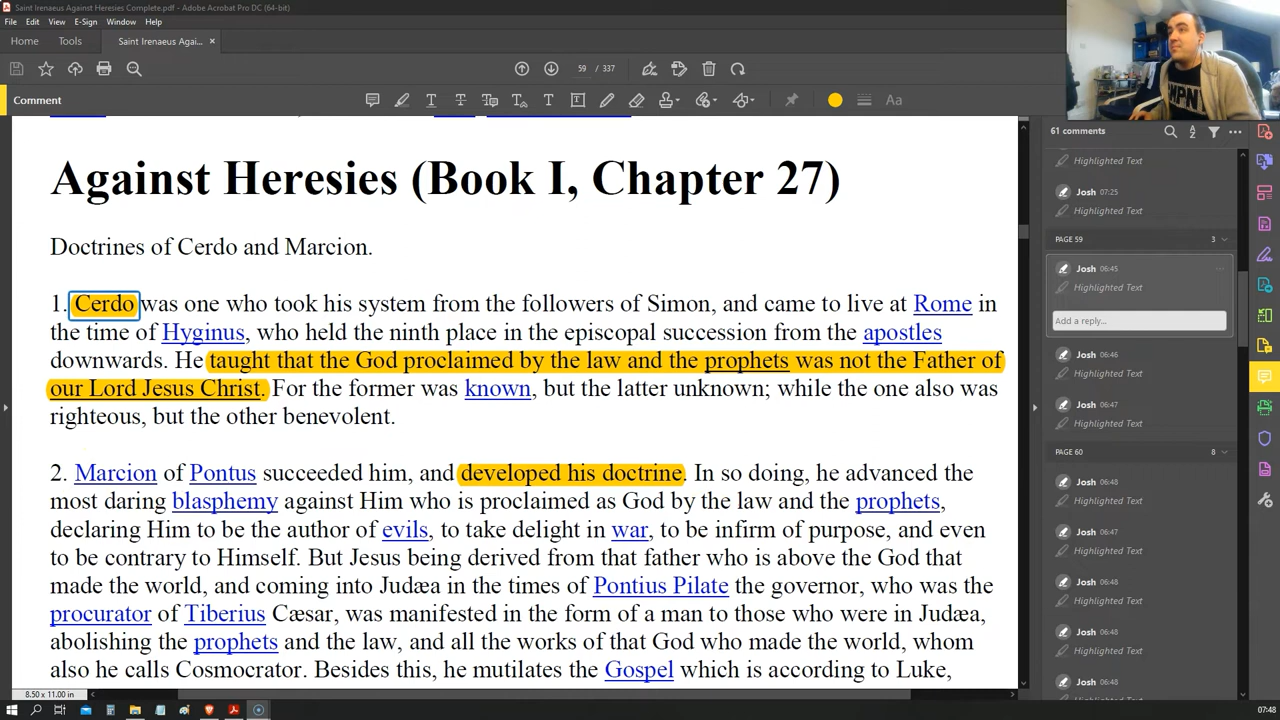 Saint Irenaeus Against Heresies Complete.pdf - Adobe Acrobat Pro DC (64-bit)
File Edit View E-Sign Window Help
Home Tools Saint Irenaeus Agai... ×
59 / 337
Comment
Aa
Against Heresies (Book I, Chapter 27)
Doctrines of Cerdo and Marcion.
1. Cerdo was one who took his system from the followers of Simon, and came to live at Rome in
the time of Hyginus, who held the ninth place in the episcopal succession from the apostles
downwards. He taught that the God proclaimed by the law and the prophets was not the Father of
our Lord Jesus Christ. For the former was known, but the latter unknown; while the one also was
righteous, but the other benevolent.
2. Marcion of Pontus succeeded him, and developed his doctrine. In so doing, he advanced the
most daring blasphemy against Him who is proclaimed as God by the law and the prophets,
declaring Him to be the author of evils, to take delight in war, to be infirm of purpose, and even
to be contrary to Himself. But Jesus being derived from that father who is above the God that
made the world, and coming into Judæa in the times of Pontius Pilate the governor, who was the
procurator of Tiberius Cæsar, was manifested in the form of a man to those who were in Judæa,
abolishing the prophets and the law, and all the works of that God who made the world, whom
also he calls Cosmocrator. Besides this, he mutilates the Gospel which is according to Luke,
8.50 x 11.00 in
61 comments
Highlighted Text
Josh 07:25
Highlighted Text
PAGE 59 3
Josh 06:45
Highlighted Text
Add a reply...
Josh 06:46
Highlighted Text
Josh 06:47
Highlighted Text
PAGE 60 8
Josh 06:48
Highlighted Text
Josh 06:47
Highlighted Text
Josh 06:48
Highlighted Text
Josh 06:48
Highlighted Text
Josh 06:48
07:48